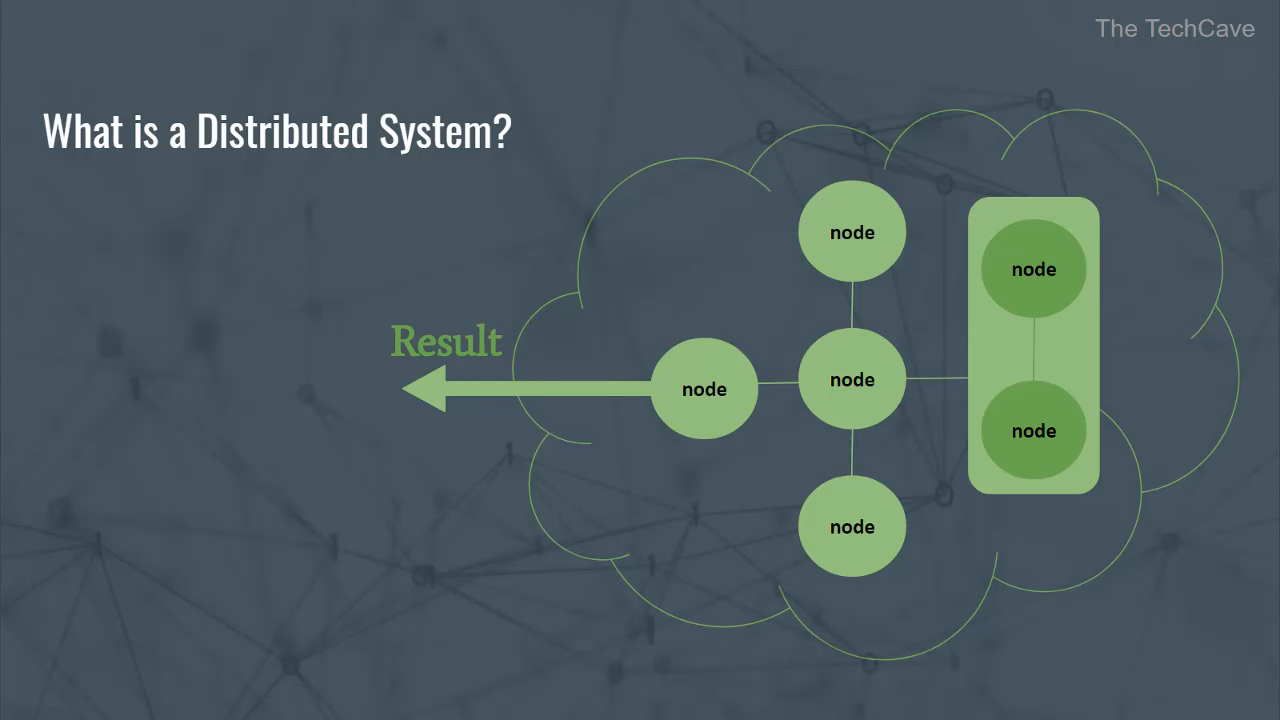 The TechCave
What is a Distributed System?
node
node
Result
node
node
node
node